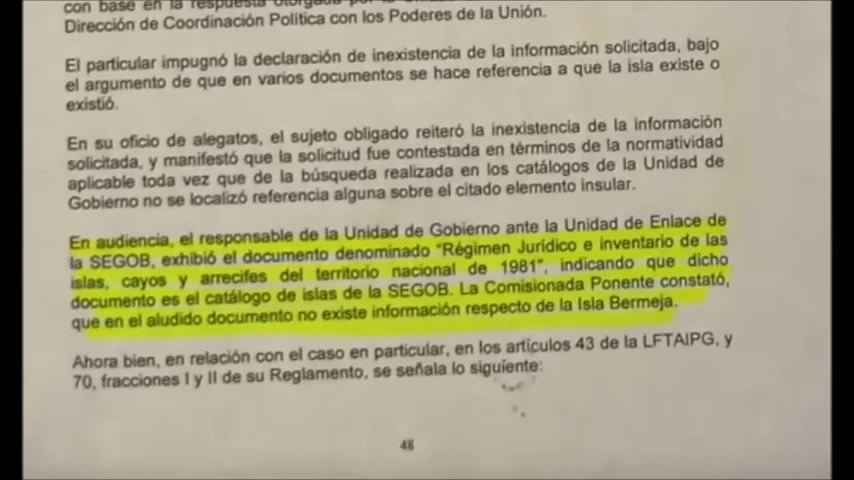 con base en la respuesta otorgada por la
Dirección de Coordinación Política con los Poderes de la Unión.
El particular impugnó la declaración de inexistencia de la información solicitada, bajo
el argumento de que en varios documentos se hace referencia a que la isla existe o
existió.
En su oficio de alegatos, el sujeto obligado reiteró la inexistencia de la información
solicitada, y manifestó que la solicitud fue contestada en términos de la normatividad
aplicable toda vez que de la búsqueda realizada en los catálogos de la Unidad de
Gobierno no se localizó referencia alguna sobre el citado elemento insular.
En audiencia, el responsable de la Unidad de Gobierno ante la Unidad de Enlace de
la SEGOB, exhibió el documento denominado "Régimen Jurídico e inventario de las
islas, cayos y arrecifes del territorio nacional de 1981", indicando que dicho
documento es el catálogo de islas de la SEGOB. La Comisionada Ponente constató,
que en el aludido documento no existe información respecto de la Isla Bermeja.
Ahora bien, en relación con el caso en particular, en los artículos 43 de la LFTAIPG, y
70, fracciones I y II de su Reglamento, se señala lo siguiente:
48